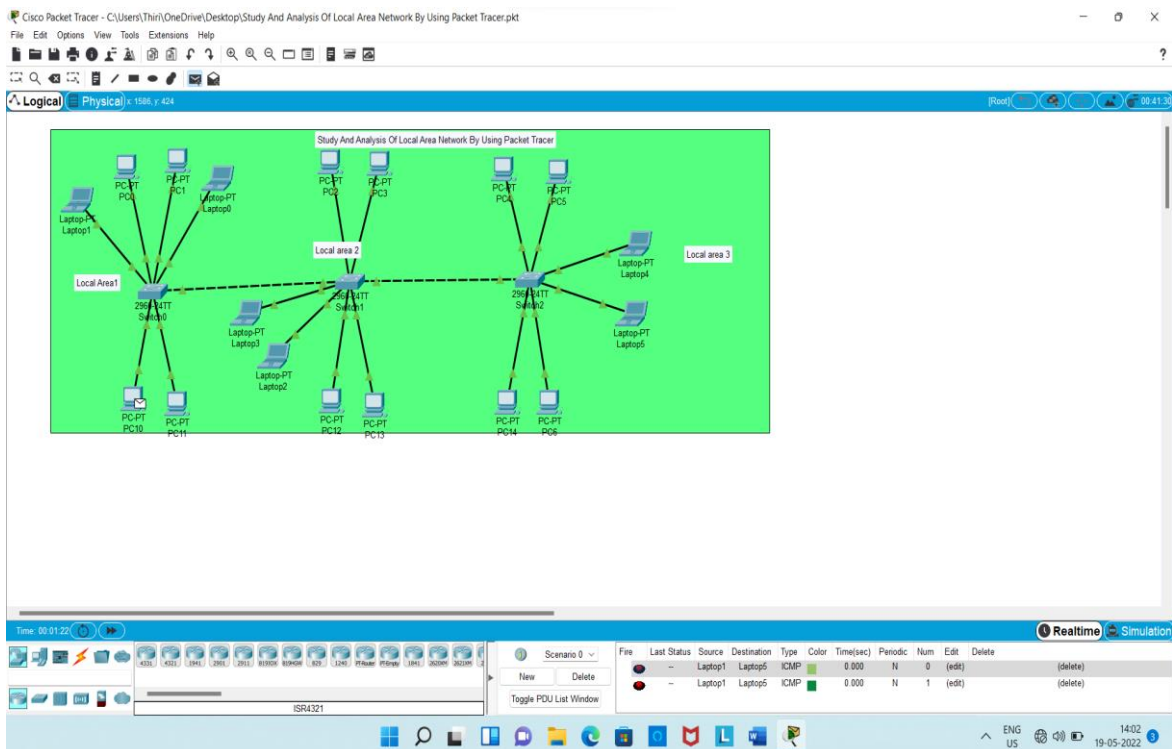 Cisco Packet Tracer - C:\Users\Thiri\OneDrive\Desktop\Study And Analysis Of Local Area Network By Using Packet Tracer.pkt
File Edit Options View Tools Extensions Help
?
Logical Physical x: 1586, y: 424 [Root] 00:41:30
Study And Analysis Of Local Area Network By Using Packet Tracer
PC-PT
PC0
PC-PT
PC1
Laptop-PT
Laptop0
Laptop-PT
Laptop1
PC-PT
PC2
PC-PT
PC3
PC-PT
PC4
PC-PT
PC5
Local Area1
Local area 2
Local area 3
Laptop-PT
Laptop4
2960-24TT
Switch0
2960-24TT
Switch1
2960-24TT
Switch2
Laptop-PT
Laptop3
Laptop-PT
Laptop5
Laptop-PT
Laptop2
PC-PT
PC10
PC-PT
PC11
PC-PT
PC12
PC-PT
PC13
PC-PT
PC14
PC-PT
PC6
Time: 00:01:22 Realtime Simulation
4331 4321 1941 2901 2911 819IOX 819HGW 829 1240 PT-Router PT-Empty 1841 2620XM 2621XM
ISR4321
Scenario 0
New Delete
Toggle PDU List Window
Fire Last Status Source Destination Type Color Time(sec) Periodic Num Edit Delete
-- Laptop1 Laptop5 ICMP 0.000 N 0 (edit) (delete)
-- Laptop1 Laptop5 ICMP 0.000 N 1 (edit) (delete)
ENG
US
14:02
19-05-2022
3